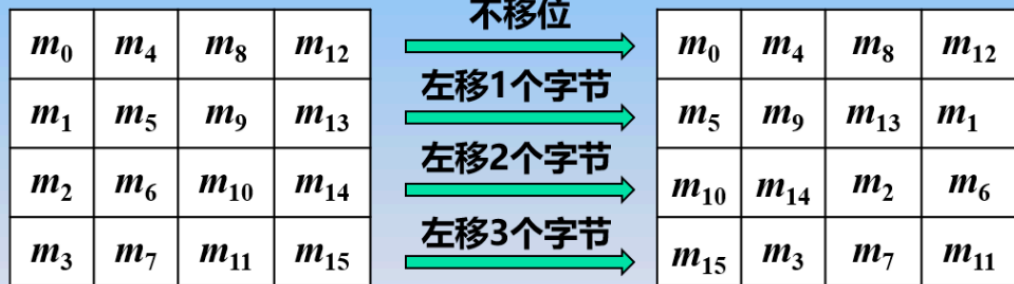 m₀ m₄ m₈ m₁₂ 不移位 m₀ m₄ m₈ m₁₂
m₁ m₅ m₉ m₁₃ 左移1个字节 m₅ m₉ m₁₃ m₁
m₂ m₆ m₁₀ m₁₄ 左移2个字节 m₁₀ m₁₄ m₂ m₆
m₃ m₇ m₁₁ m₁₅ 左移3个字节 m₁₅ m₃ m₇ m₁₁